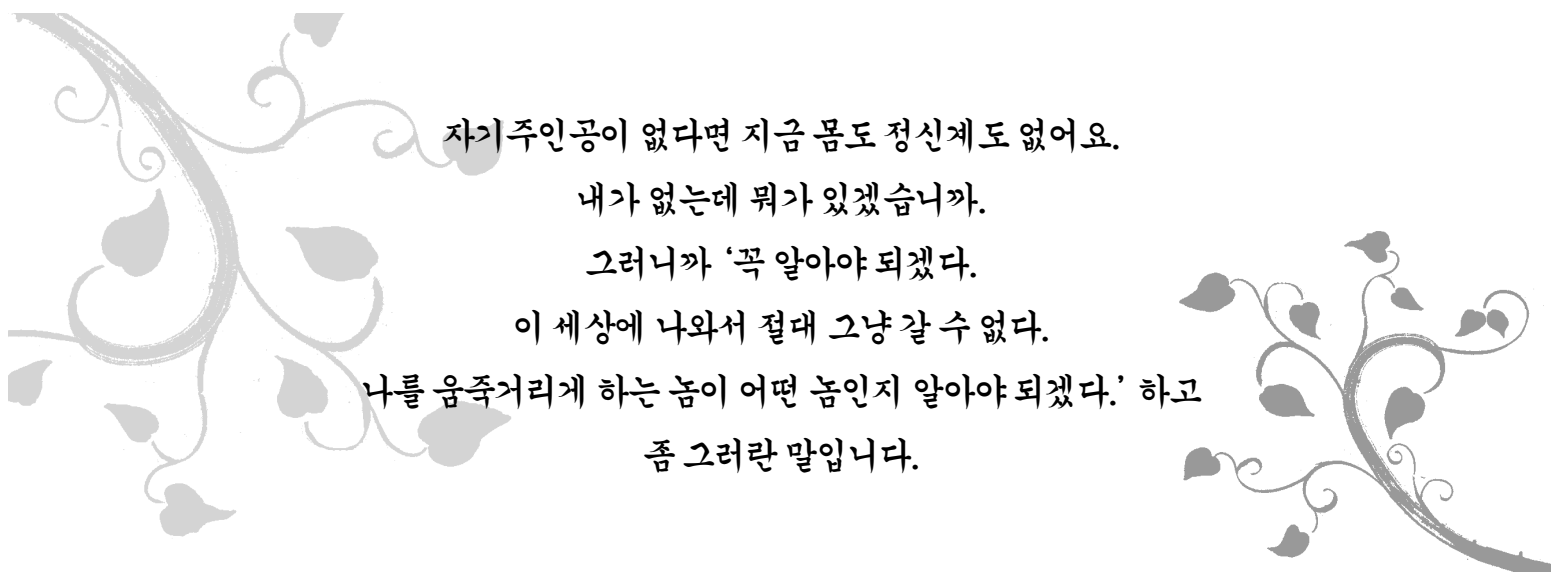 자기주인공이 없다면 지금 몸도 정신계도 없어요.
내가 없는데 뭐가 있겠습니까.
그러니까 ‘꼭 알아야 되겠다.
이 세상에 나와서 절대 그냥 갈 수 없다.
나를 움죽거리게 하는 놈이 어떤 놈인지 알아야 되겠다.’ 하고
좀 그러란 말입니다.